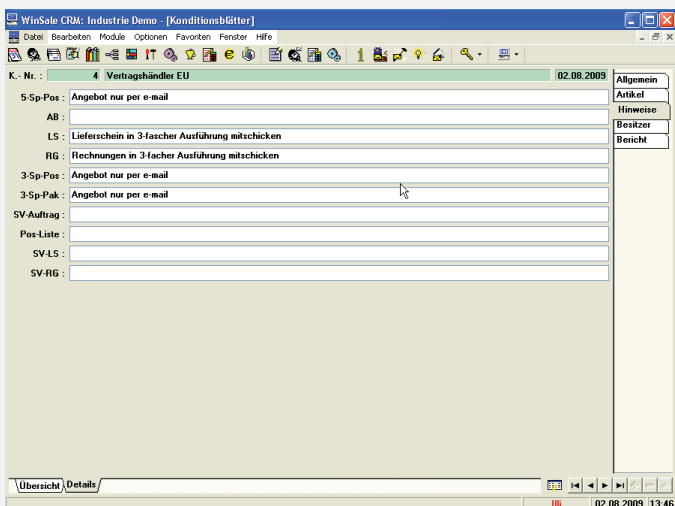 WinSale CRM: Industrie Demo - [Konditionsblätter]
Datei Bearbeiten Module Optionen Favoriten Fenster Hilfe
K.- Nr. : 4 Vertragshändler EU 02.08.2009
Allgemein
Artikel
Hinweise
Besitzer
Bericht
5-Sp-Pos : Angebot nur per e-mail
AB :
LS : Lieferschein in 3-fascher Ausführung mitschicken
RG : Rechnungen in 3-facher Ausführung mitschicken
3-Sp-Pos : Angebot nur per e-mail
3-Sp-Pak : Angebot nur per e-mail
SV-Auftrag :
Pos-Liste :
SV-LS :
SV-RG :
Übersicht Details
Uli 02.08.2009 13:46